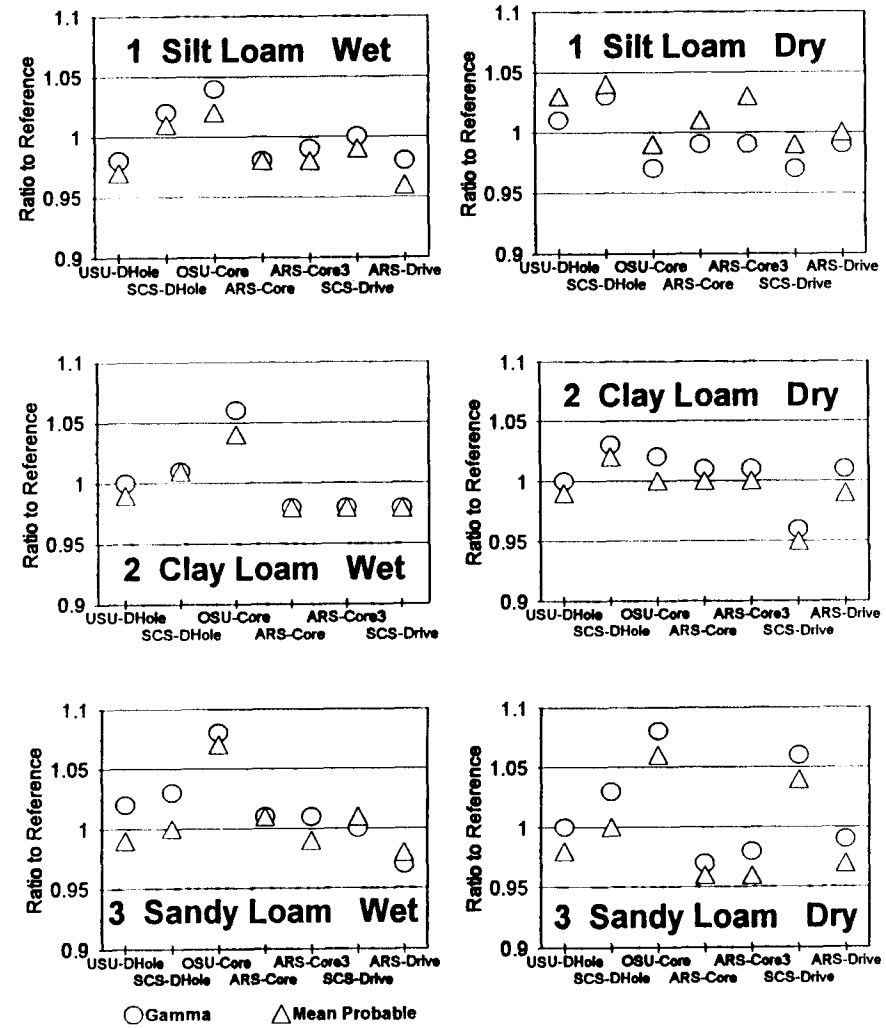 1 Silt Loam Wet
Ratio to Reference
1.1
1.05
1
0.95
0.9
USU-DHole OSU-Core ARS-Core3 ARS-Drive
SCS-DHole ARS-Core SCS-Drive
1 Silt Loam Dry
Ratio to Reference
1.1
1.05
1
0.95
0.9
USU-DHole OSU-Core ARS-Core3 ARS-Drive
SCS-DHole ARS-Core SCS-Drive
2 Clay Loam Wet
Ratio to Reference
1.1
1.05
1
0.95
0.9
USU-DHole OSU-Core ARS-Core3
SCS-DHole ARS-Core SCS-Drive
2 Clay Loam Dry
Ratio to Reference
1.1
1.05
1
0.95
0.9
USU-DHole OSU-Core ARS-Core3 ARS-Drive
SCS-DHole ARS-Core SCS-Drive
3 Sandy Loam Wet
Ratio to Reference
1.1
1.05
1
0.95
0.9
USU-DHole OSU-Core ARS-Core3 ARS-Drive
SCS-DHole ARS-Core SCS-Drive
3 Sandy Loam Dry
Ratio to Reference
1.1
1.05
1
0.95
0.9
USU-DHole OSU-Core ARS-Core3 ARS-Drive
SCS-DHole ARS-Core SCS-Drive
Gamma Mean Probable